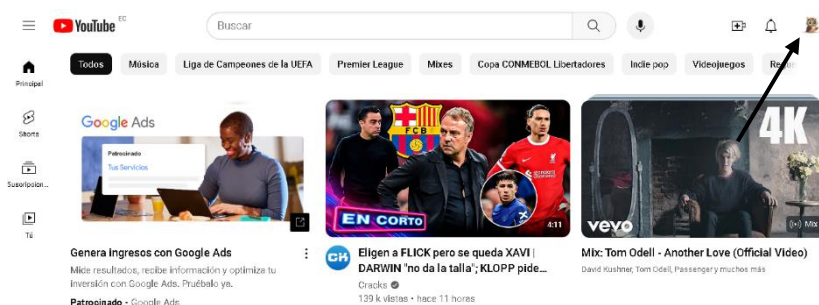 YouTube EC
Buscar
Todos Música Liga de Campeones de la UEFA Premier League Mixes Copa CONMEBOL Libertadores Indie pop Videojuegos
Principal
Shorts
Suscripcion...
Tú
Google Ads
Patrocinado
Tus Servicios
FCB
EN CORTO
4:11
4K
vevo
Mix
Genera ingresos con Google Ads
Mide resultados, recibe información y optimiza tu
inversión con Google Ads. Pruébalo ya.
Patrocinado · Google Ads
Eligen a FLICK pero se queda XAVI |
DARWIN "no da la talla"; KLOPP pide...
Cracks
139 k vistas • hace 11 horas
Mix: Tom Odell - Another Love (Official Video)
David Kushner, Tom Odell, Passenger y muchos más